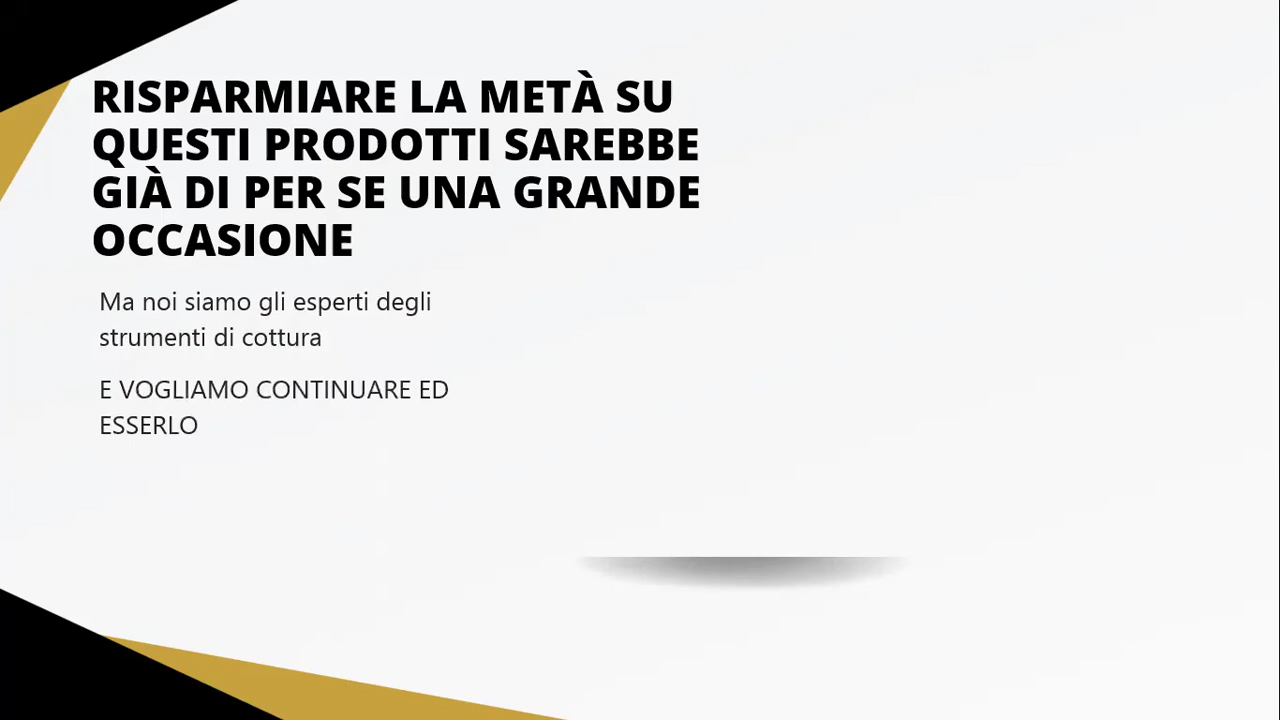 RISPARMIARE LA METÀ SU
QUESTI PRODOTTI SAREBBE
GIÀ DI PER SE UNA GRANDE
OCCASIONE
Ma noi siamo gli esperti degli
strumenti di cottura
E VOGLIAMO CONTINUARE ED
ESSERLO